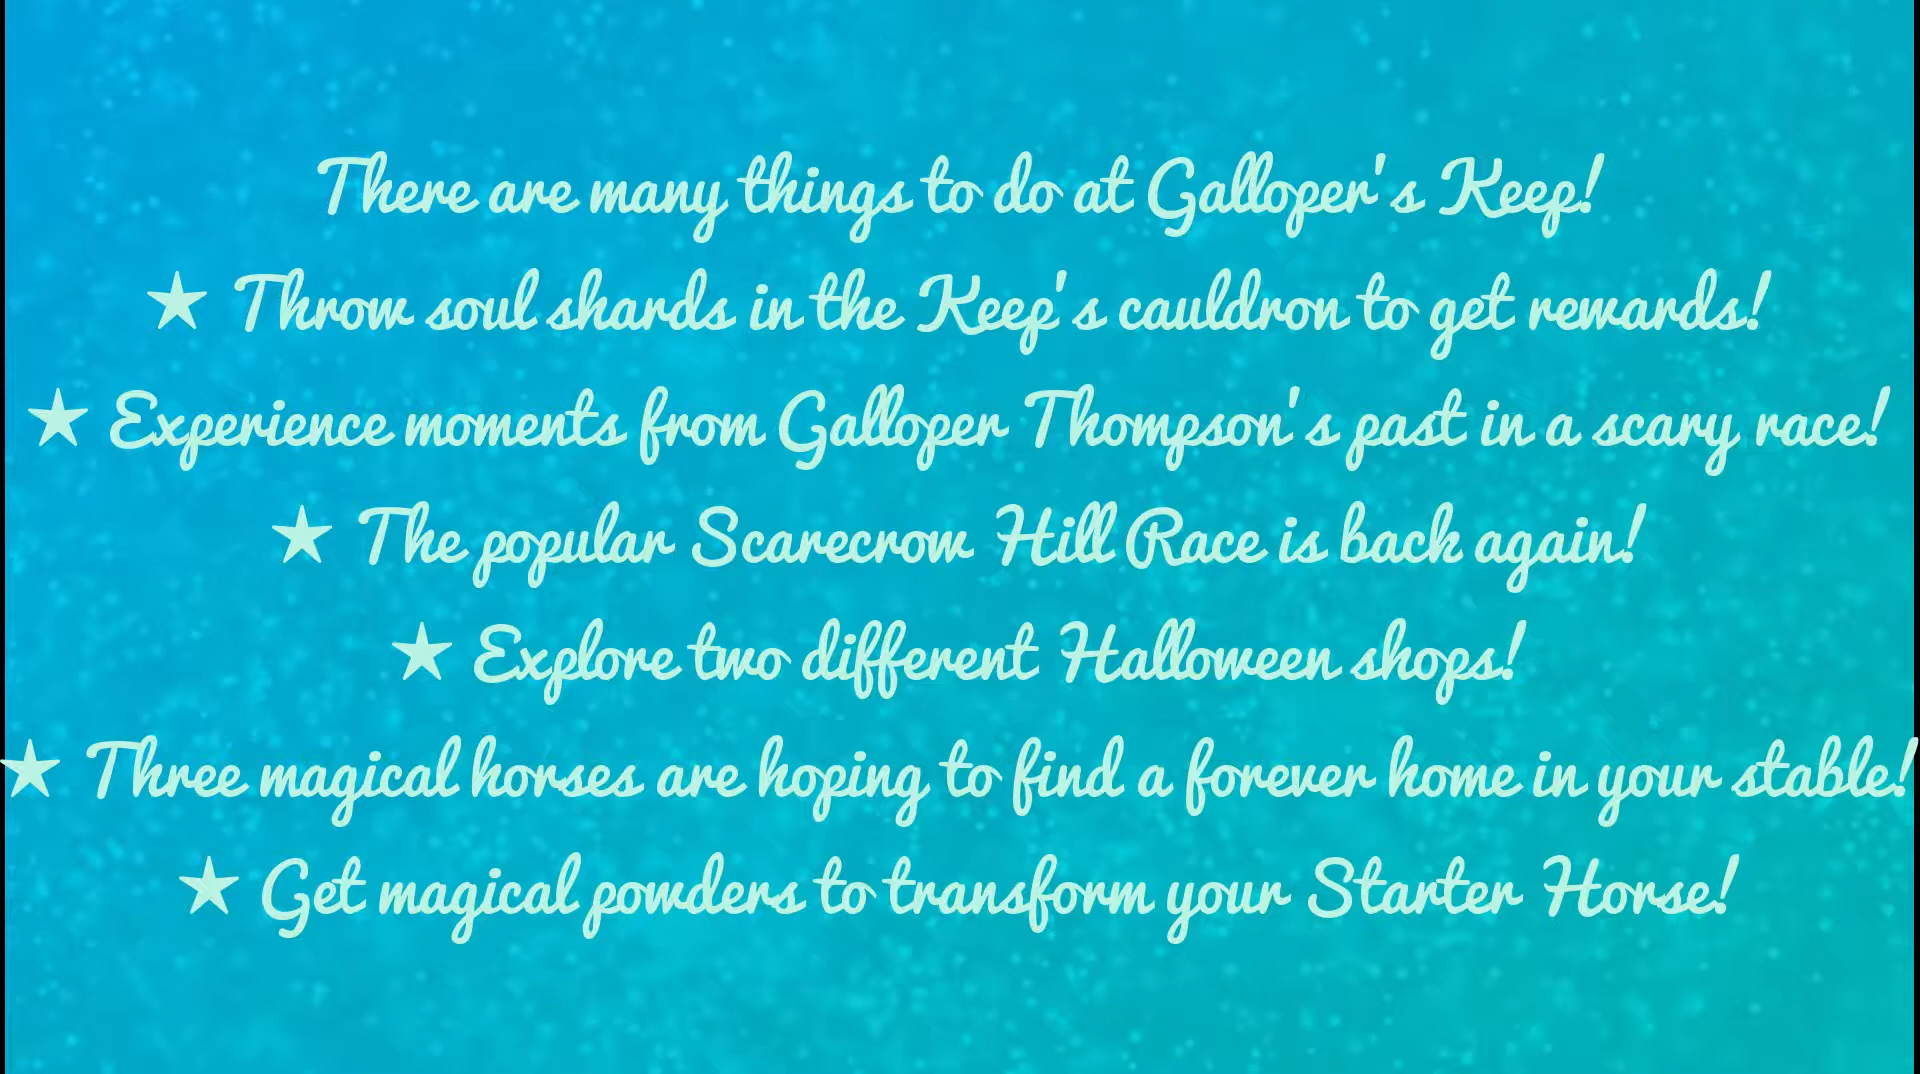 There are many things to do at Galloper's Keep!
★ Throw soul shards in the Keep's cauldron to get rewards!
★ Experience moments from Galloper Thompson's past in a scary race!
★ The popular Scarecrow Hill Race is back again!
★ Explore two different Halloween shops!
★ Three magical horses are hoping to find a forever home in your stable!
★ Get magical powders to transform your Starter Horse!